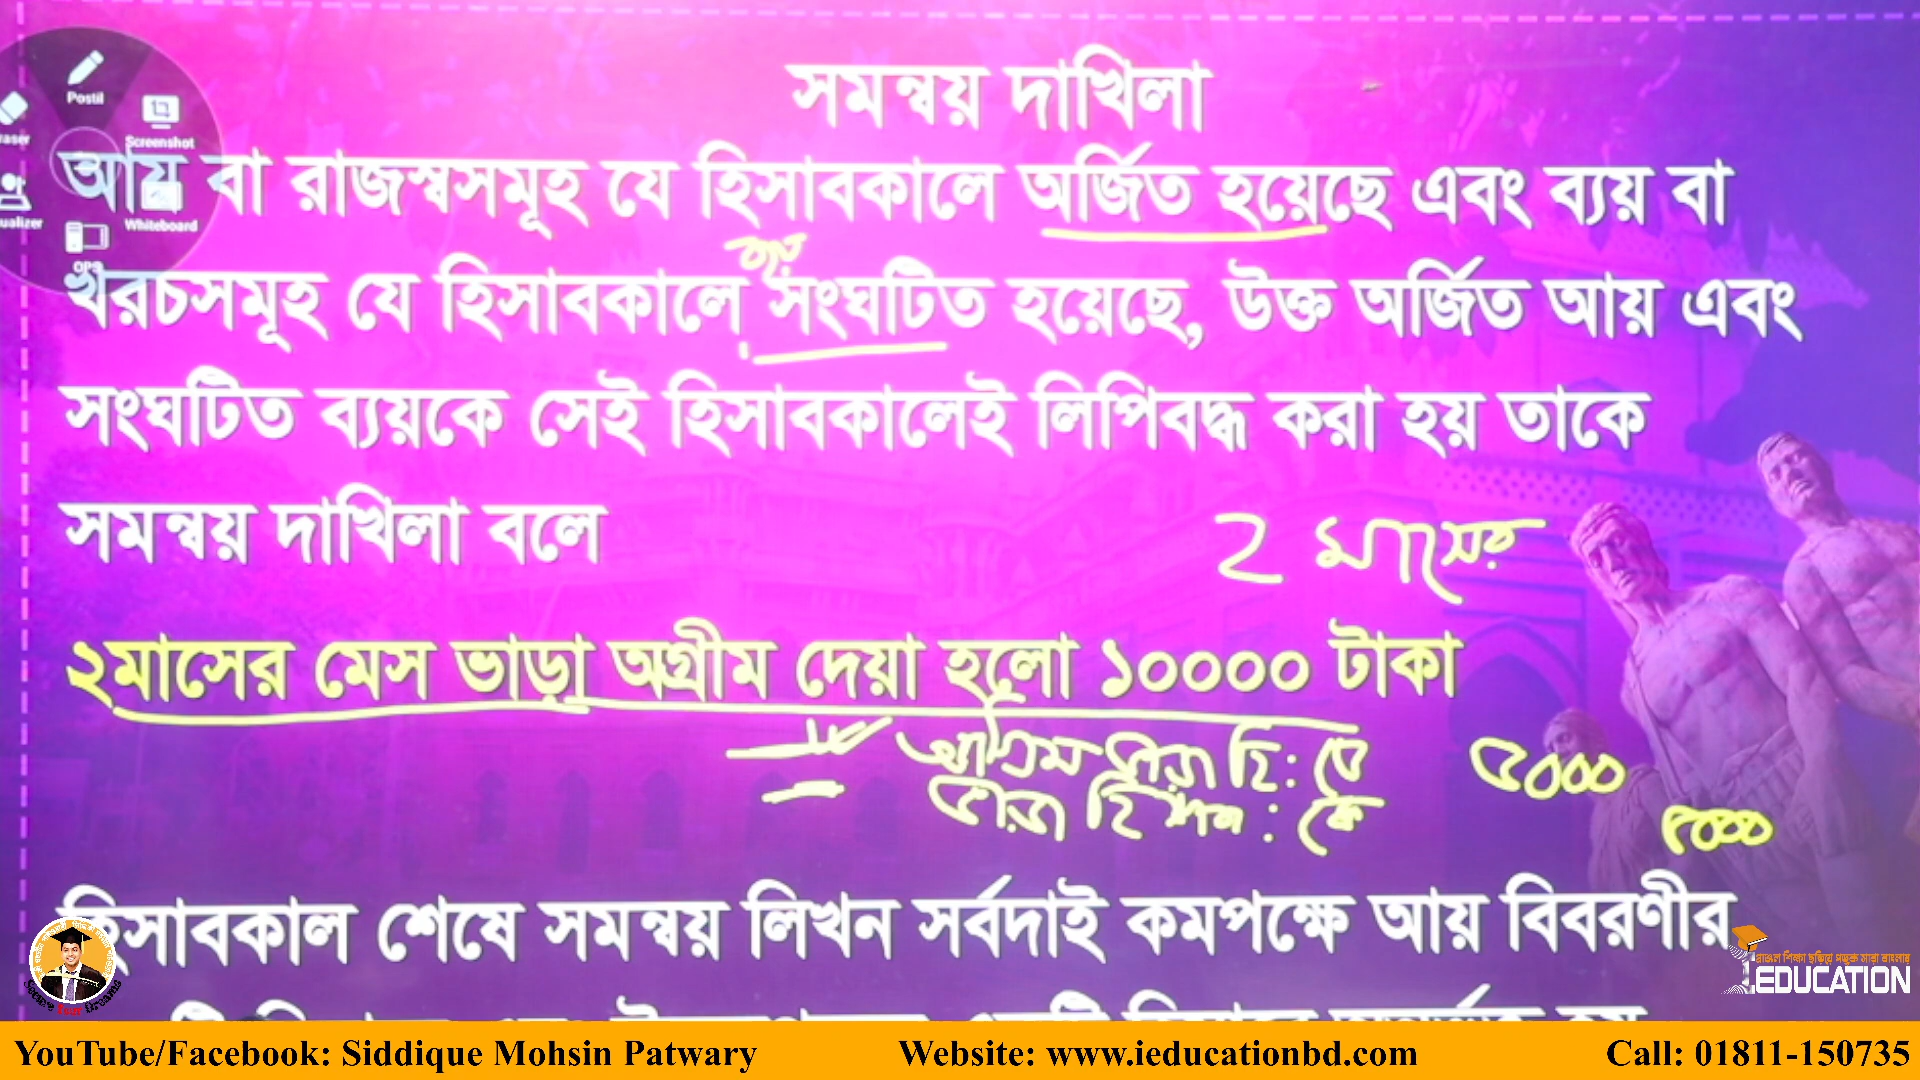 সমন্বয় দাখিলা
আয় বা রাজস্বসমূহ যে হিসাবকালে অর্জিত হয়েছে এবং ব্যয় বা
খরচসমূহ যে হিসাবকালে সংঘটিত হয়েছে, উক্ত অর্জিত আয় এবং
সংঘটিত ব্যয়কে সেই হিসাবকালেই লিপিবদ্ধ করা হয় তাকে
সমন্বয় দাখিলা বলে
2 মাসের
২মাসের মেস ভাড়া অগ্রীম দেয়া হলো ১০০০০ টাকা
হি:
৫০০০
: ক্রে
৫০০০
হিসাবকাল শেষে সমন্বয় লিখন সর্বদাই কমপক্ষে আয় বিবরণীর
Postil
Screenshot
Whiteboard
EDUCATION
YouTube/Facebook: Siddique Mohsin Patwary Website: www.ieducationbd.com Call: 01811-150735